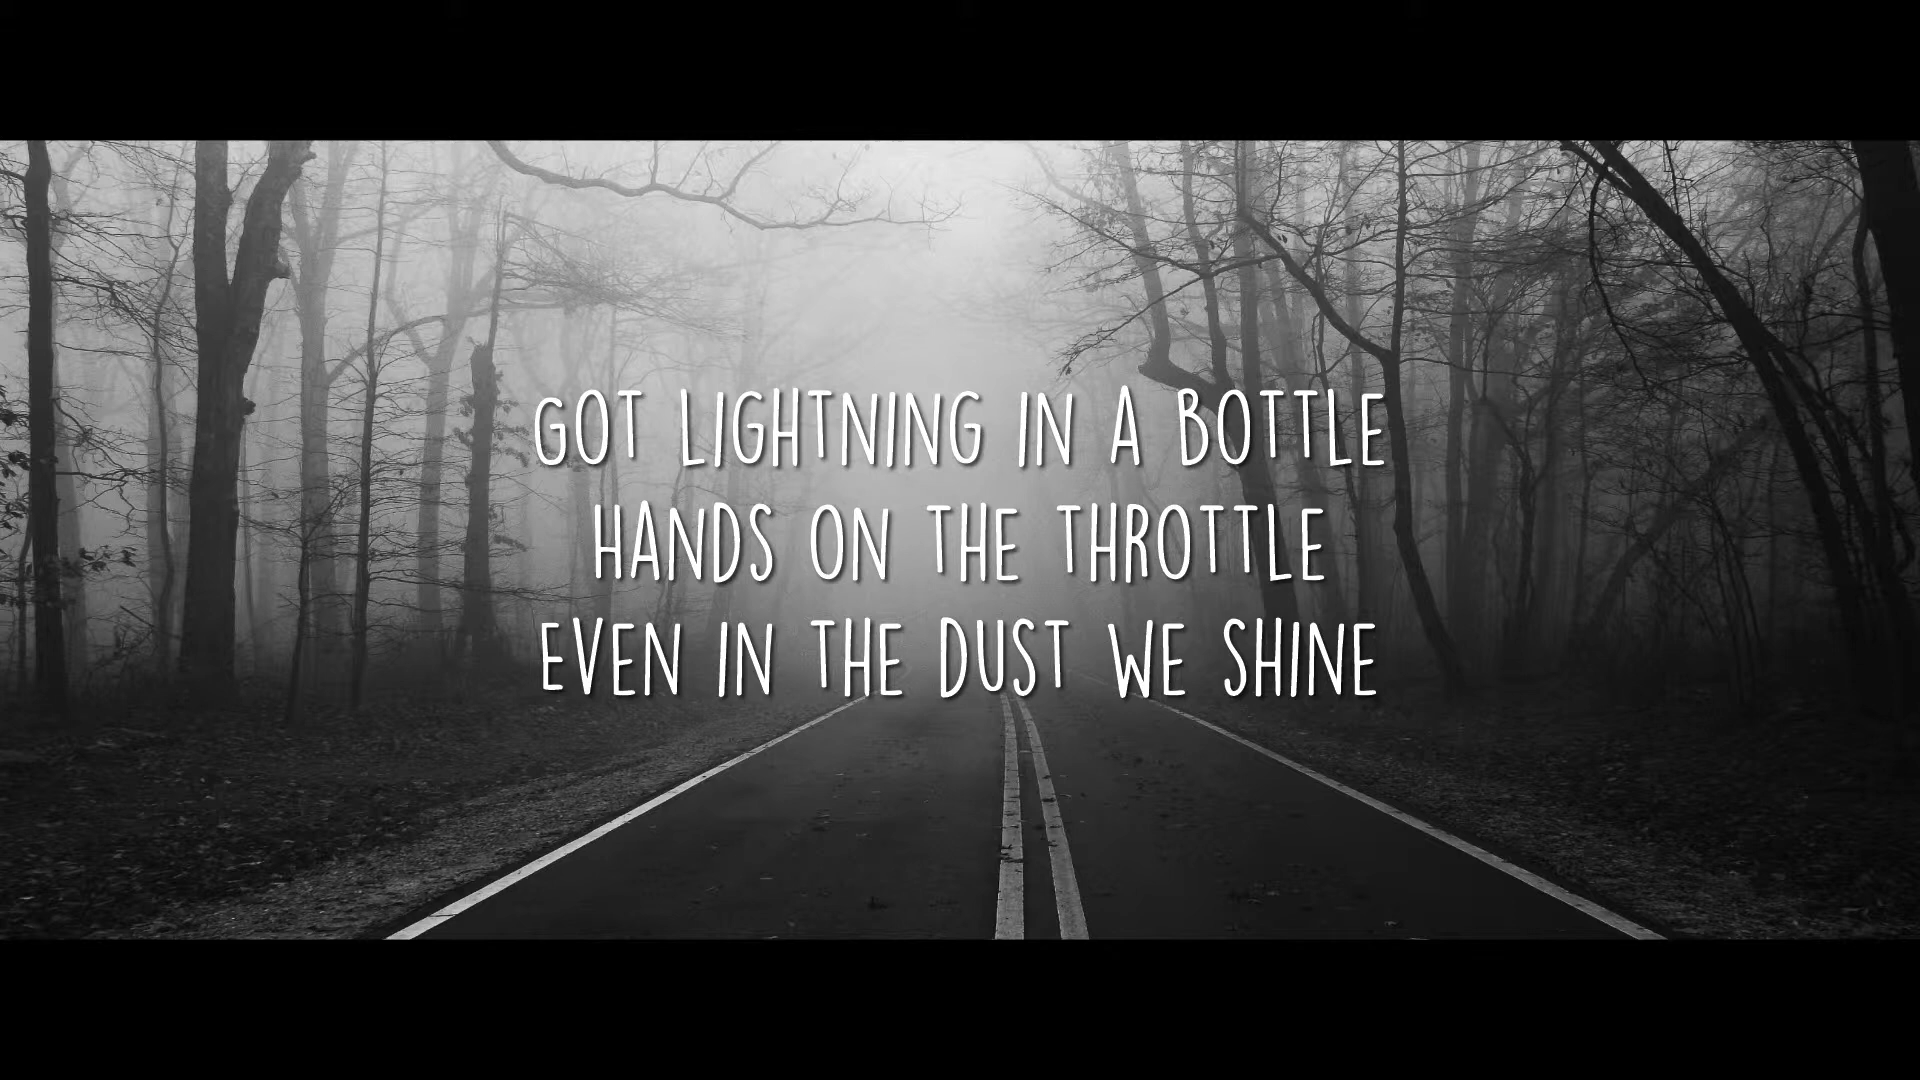 GOT LIGHTNING IN A BOTTLE
HANDS ON THE THROTTLE
EVEN IN THE DUST WE SHINE